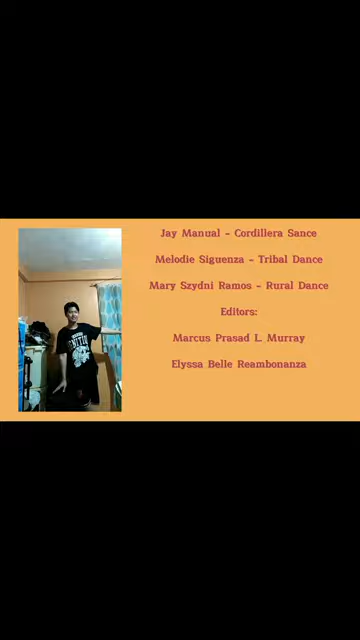 Jay Manual - Cordillera Sance
Melodie Siguenza - Tribal Dance
Mary Szydni Ramos - Rural Dance
Editors:
Marcus Prasad L. Murray
Elyssa Belle Reambonanza